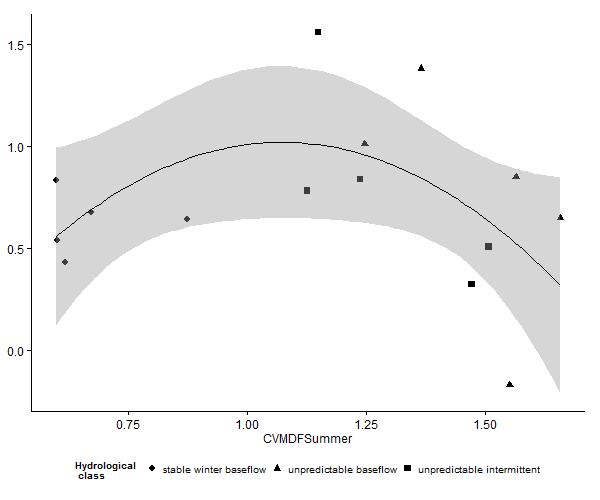 1.5
1.0
0.5
0.0
0.75 1.00 1.25 1.50
CVMDFSummer
Hydrological
class
stable winter baseflow unpredictable baseflow unpredictable intermittent